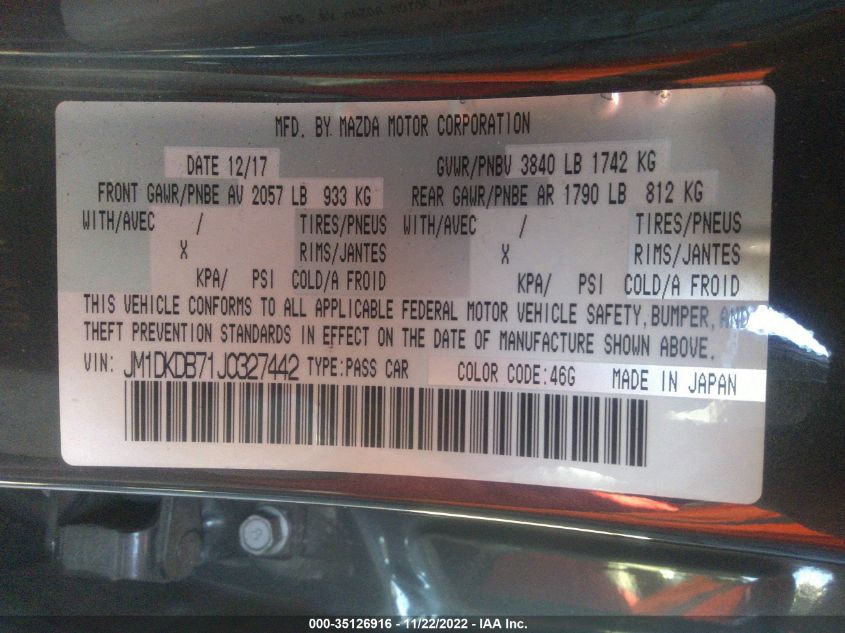 MFD. BY MAZDA MOTOR CORPORATION
DATE 12/17 GVWR/PNBV 3840 LB 1742 KG
FRONT GAWR/PNBE AV 2057 LB 933 KG REAR GAWR/PNBE AR 1790 LB 812 KG
WITH/AVEC / TIRES/PNEUS WITH/AVEC / TIRES/PNEUS
X RIMS/JANTES X RIMS/JANTES
KPA/ PSI COLD/A FROID KPA/ PSI COLD/A FROID
THIS VEHICLE CONFORMS TO ALL APPLICABLE FEDERAL MOTOR VEHICLE SAFETY, BUMPER, AND
THEFT PREVENTION STANDARDS IN EFFECT ON THE DATE OF MANUFACTURE SHOWN ABOVE.
VIN: JM1DKDB71J0327442 TYPE:PASS CAR COLOR CODE:46G MADE IN JAPAN
000-35126916 - 11/22/2022 - IAA Inc.